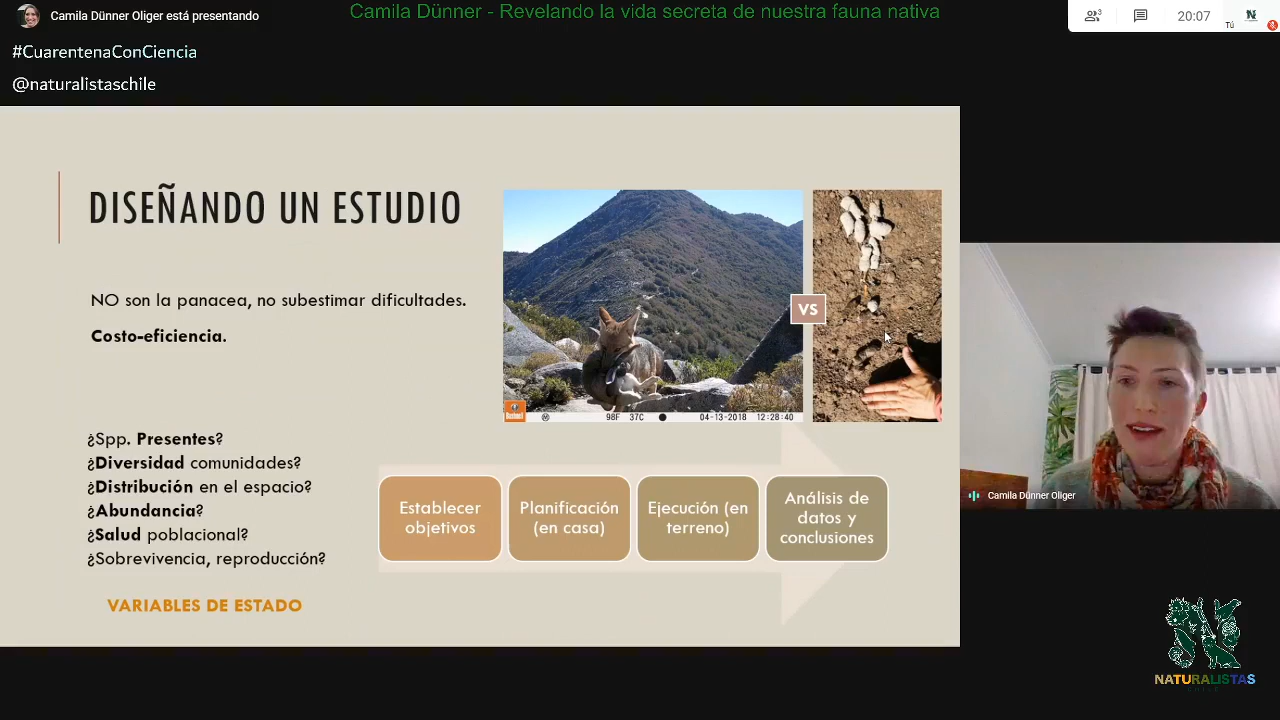 Camila Dünner Oliger está presentando
Camila Dünner - Revelando la vida secreta de nuestra fauna nativa
3
20:07
Tú
#CuarentenaConCiencia
@naturalistaschile
DISEÑANDO UN ESTUDIO
NO son la panacea, no subestimar dificultades.
Costo-eficiencia.
VS
Bushnell
M
98F 37C
04-13-2018 12:28:40
¿Spp. Presentes?
¿Diversidad comunidades?
¿Distribución en el espacio?
¿Abundancia?
¿Salud poblacional?
¿Sobrevivencia, reproducción?
VARIABLES DE ESTADO
Establecer
objetivos
Planificación
(en casa)
Ejecución (en
terreno)
Análisis de
datos y
conclusiones
Camila Dünner Oliger
NATURALISTAS
CHILE